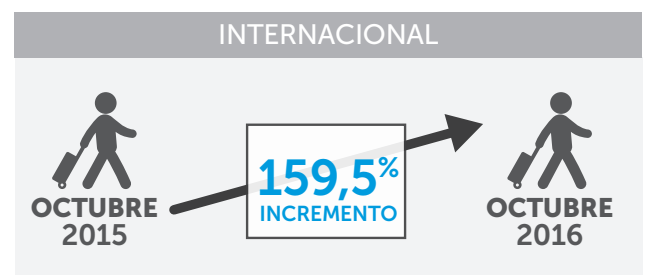 INTERNACIONAL
159,5%
INCREMENTO
OCTUBRE
2015
OCTUBRE
2016